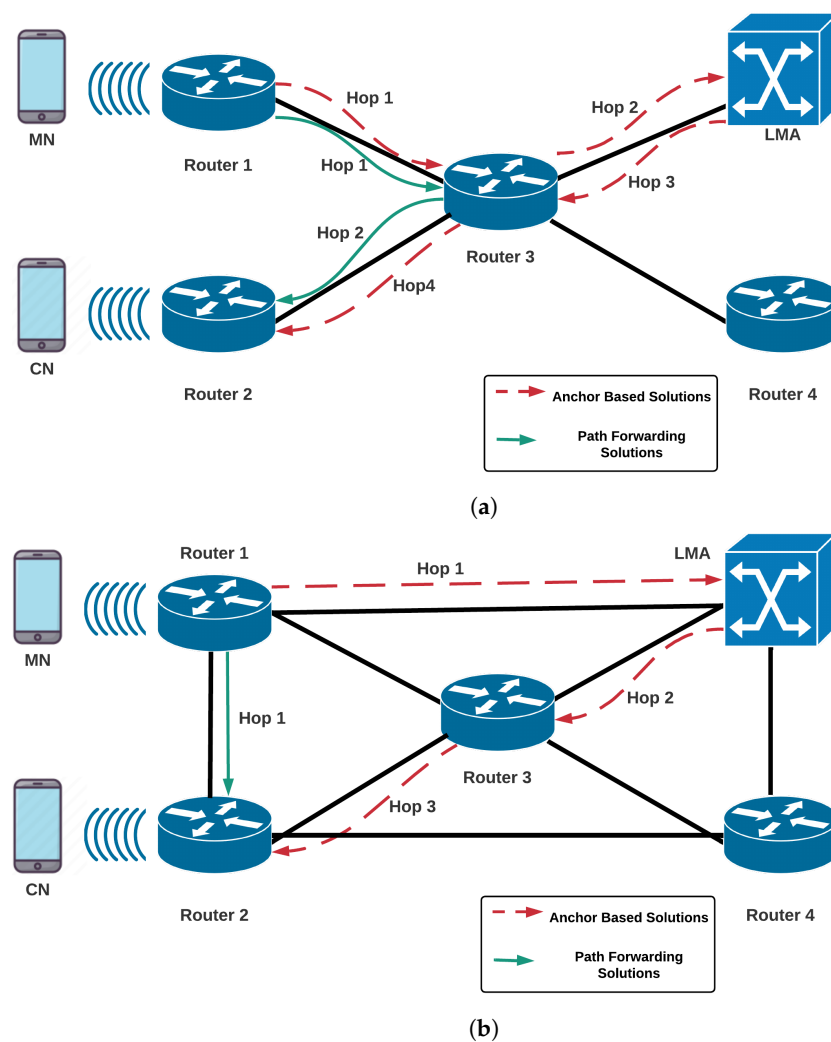 MN
Router 1
Hop 1
Hop 1
Hop 2
LMA
Hop 3
Router 3
Hop 2
Hop4
CN
Router 2
Router 4
Anchor Based Solutions
Path Forwarding
Solutions
(a)
Router 1
LMA
Hop 1
MN
Hop 1
Hop 2
Router 3
Hop 3
CN
Router 2
Router 4
Anchor Based Solutions
Path Forwarding
Solutions
(b)